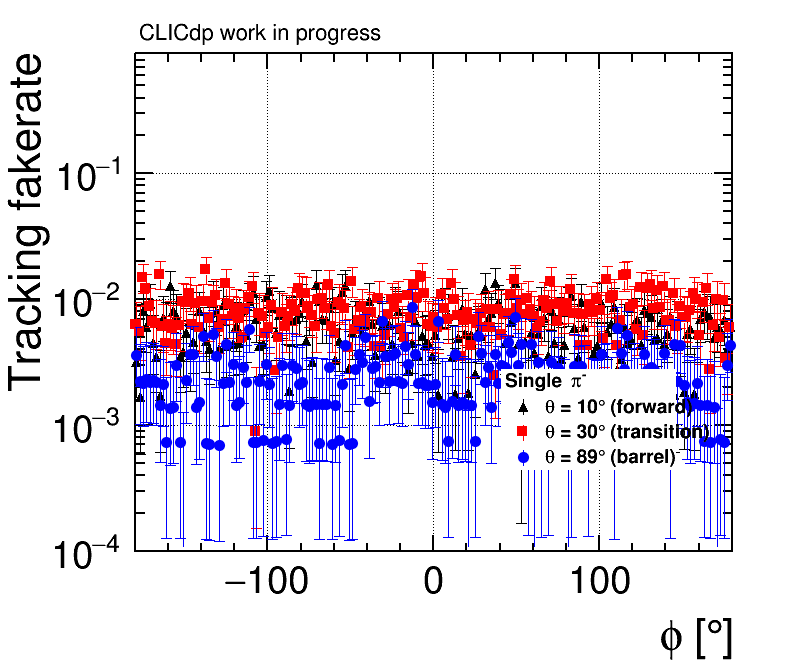 CLICdp work in progress
Tracking fakerate
10⁻¹
10⁻²
10⁻³
10⁻⁴
Single π⁻
θ = 10° (forward)
θ = 30° (transition)
θ = 89° (barrel)
−100 0 100
ϕ [°]